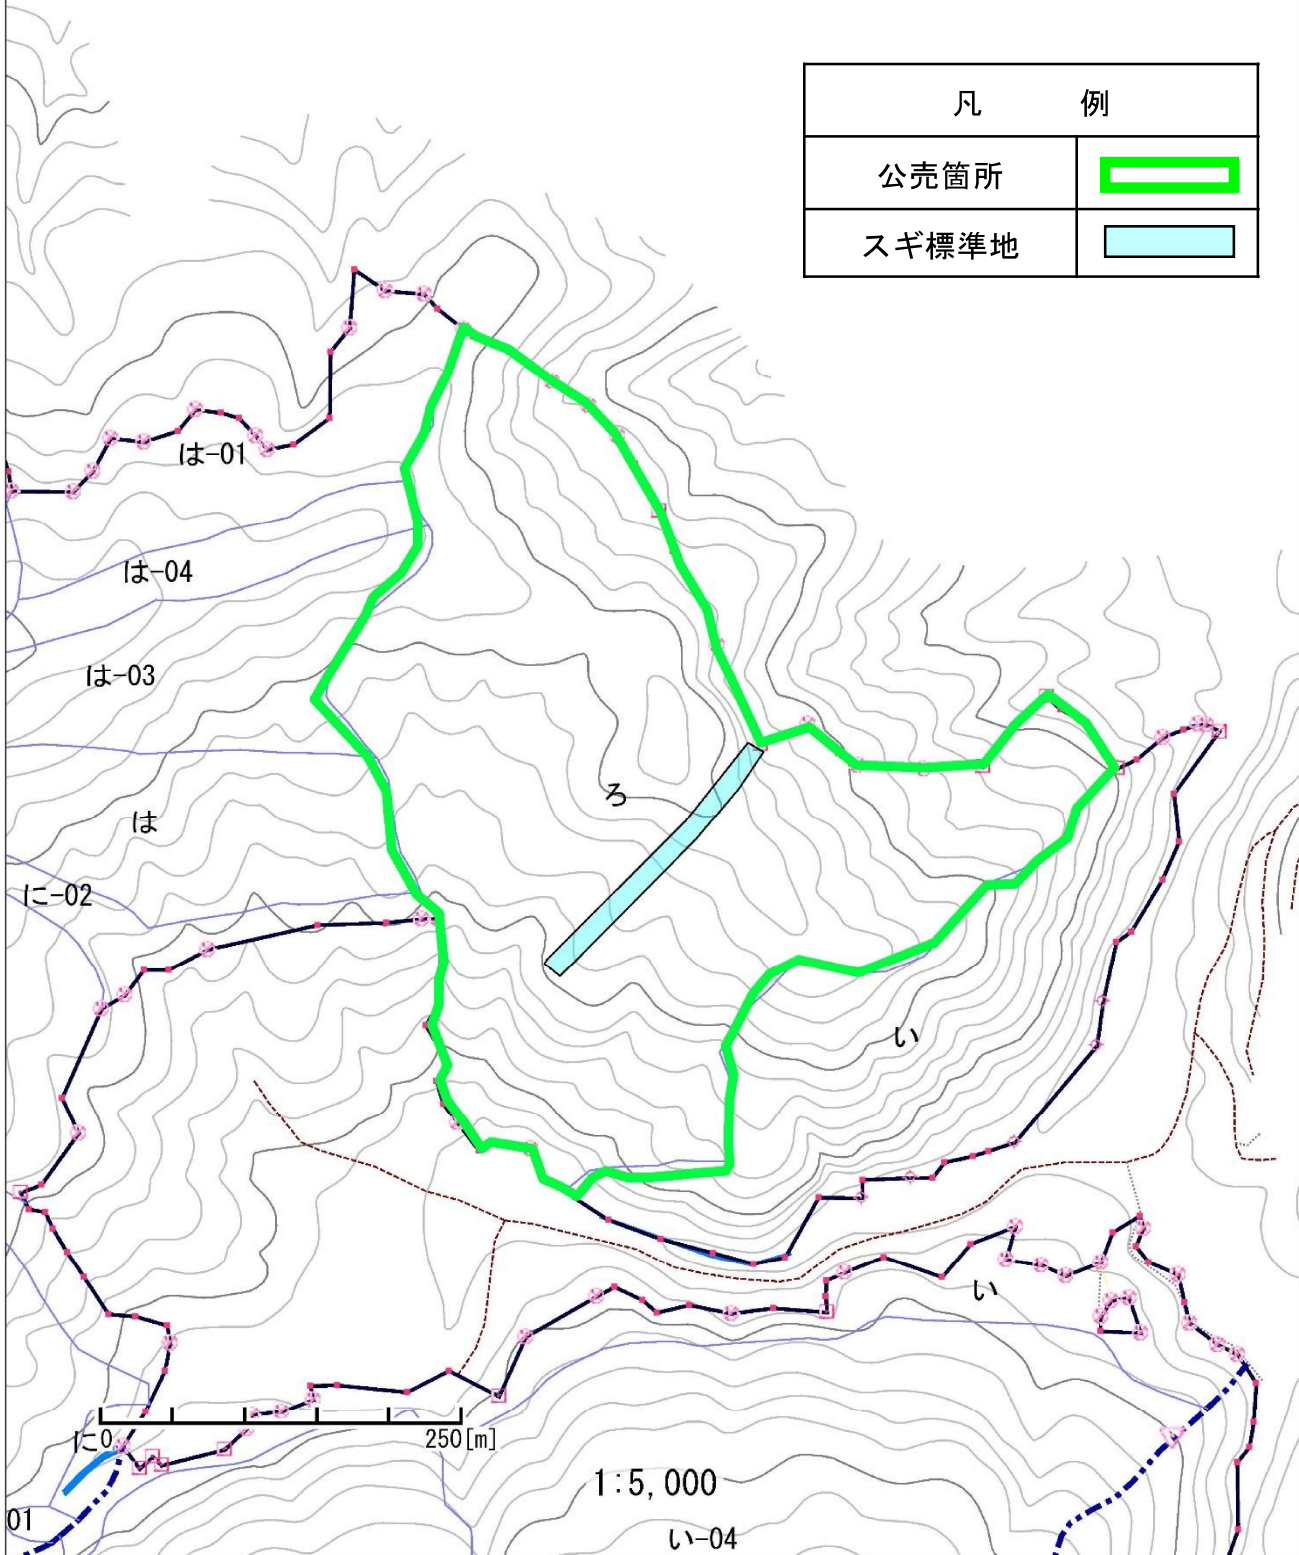 凡 例
公売箇所
スギ標準地
は-01
は-04
は-03
ろ
は
に-02
い
い
に
0
250[m]
1:5,000
01
い-04